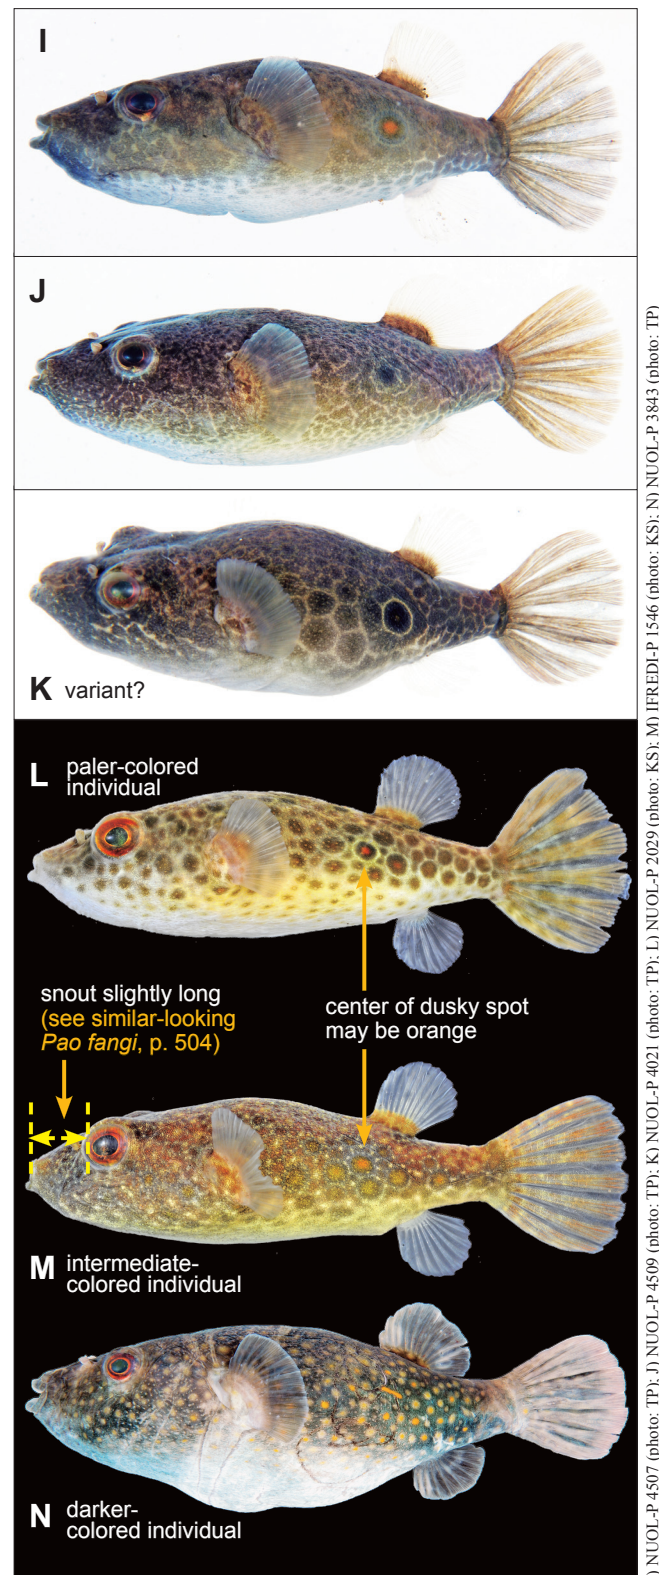 I
J
K variant?
L paler-colored
individual
snout slightly long
(see similar-looking
Pao fangi, p. 504)
center of dusky spot
may be orange
M intermediate-
colored individual
N darker-
colored individual
) NUOL-P 4507 (photo: TP); J) NUOL-P 4509 (photo: TP); K) NUOL-P 4021 (photo: TP); L) NUOL-P 2029 (photo: KS); M) IFREDI-P 1546 (photo: KS); N) NUOL-P 3843 (photo: TP)